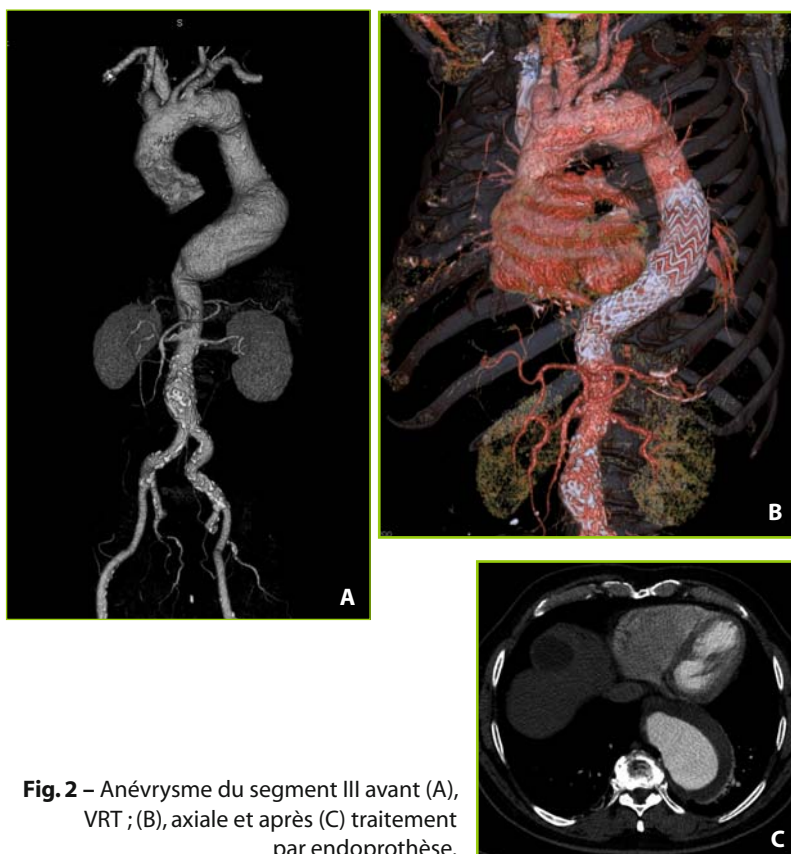 S
A
B
C
Fig. 2 – Anévrysme du segment III avant (A),
VRT ; (B), axiale et après (C) traitement
par endoprothèse.